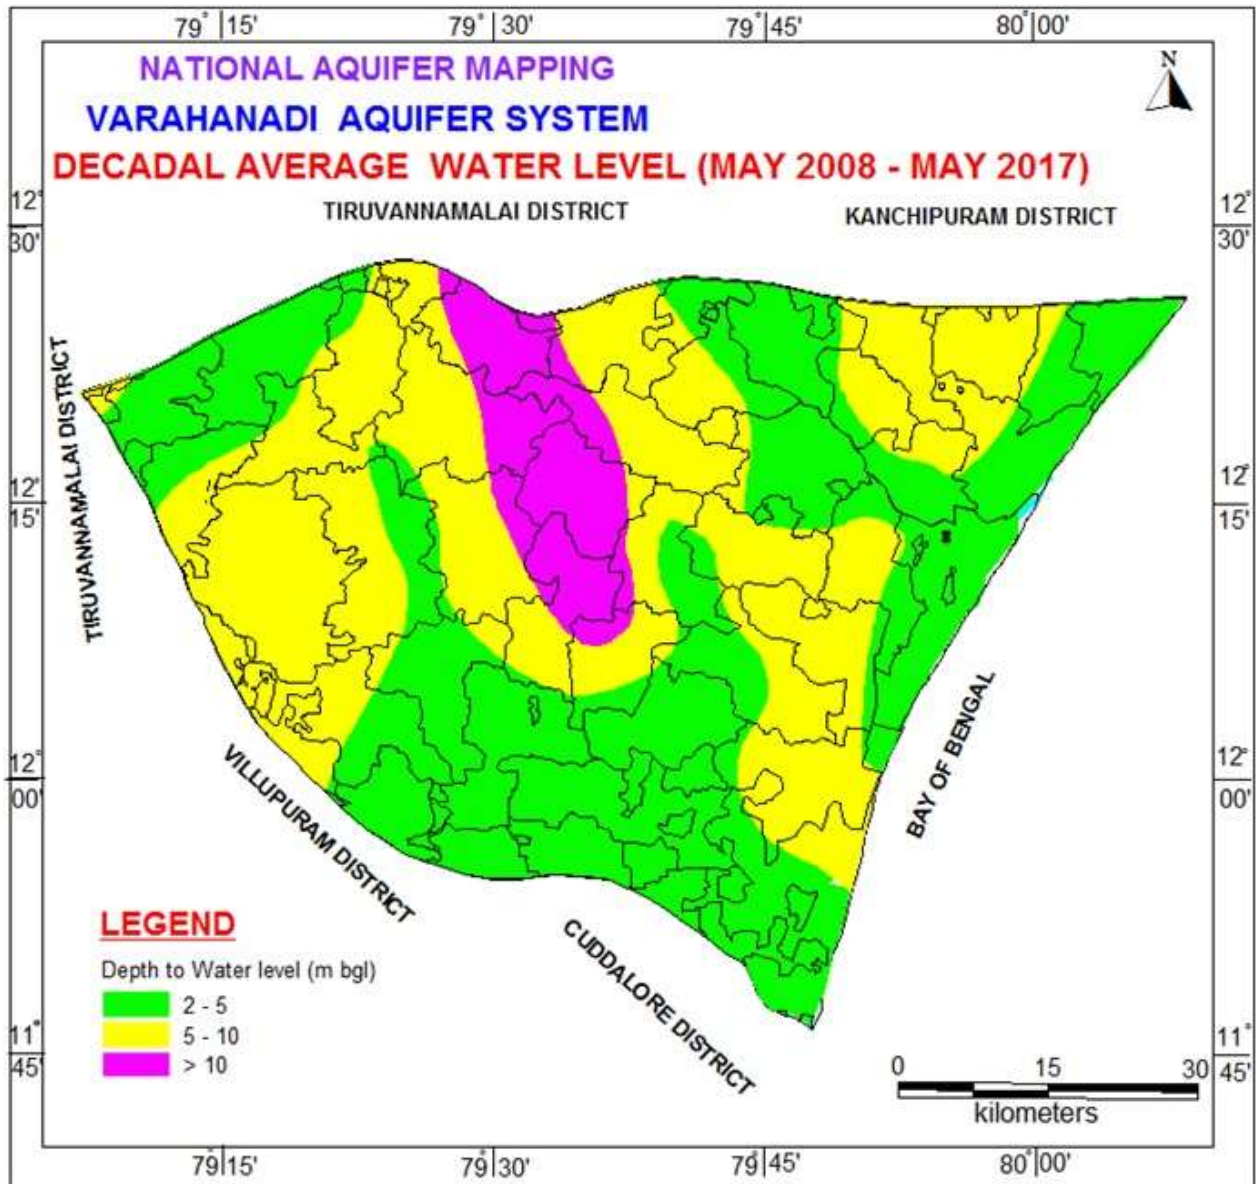 79° 15' 79° 30' 79° 45' 80° 00'
NATIONAL AQUIFER MAPPING
N
VARAHANADI AQUIFER SYSTEM
DECADAL AVERAGE WATER LEVEL (MAY 2008 - MAY 2017)
12° 30'
12° 30'
TIRUVANNAMALAI DISTRICT
KANCHIPURAM DISTRICT
TIRUVANNAMALAI DISTRICT
12° 15'
12° 15'
BAY OF BENGAL
12° 00'
12° 00'
VILLUPURAM DISTRICT
CUDDALORE DISTRICT
LEGEND
Depth to Water level (m bgl)
2 - 5
5 - 10
> 10
11° 45'
11° 45'
0 15 30
kilometers
79° 15' 79° 30' 79° 45' 80° 00'